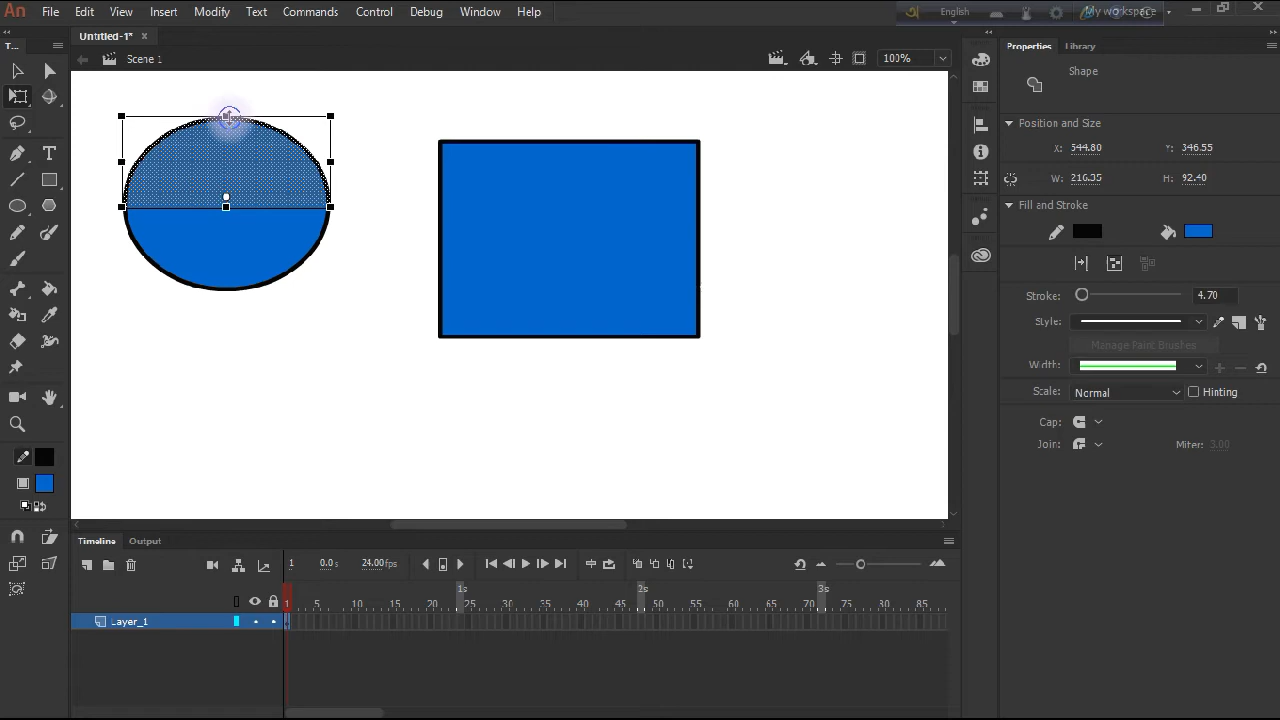 An File Edit View Insert Modify Text Commands Control Debug Window Help English My workspace
T... Untitled-1* × Properties Library
Scene 1 100% Shape
Position and Size
X: 544.80 Y: 346.55
W: 216.35 H: 92.40
Fill and Stroke
Stroke: 4.70
Style:
Manage Paint Brushes
Width:
Scale: Normal Hinting
Cap:
Join: Miter: 3.00
Timeline Output
1 0.0 s 24.00 fps
1s 2s 3s
1 5 10 15 20 25 30 35 40 45 50 55 60 65 70 75 80 85
Layer_1